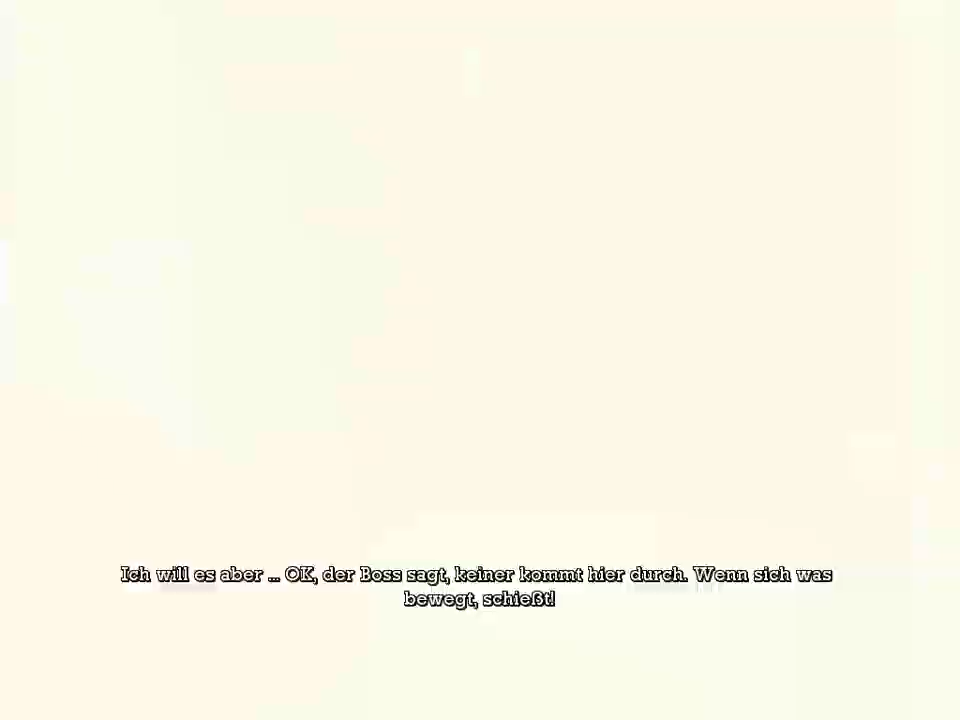 Ich will es aber ... OK, der Boss sagt, keiner kommt hier durch. Wenn sich was
bewegt, schießt!